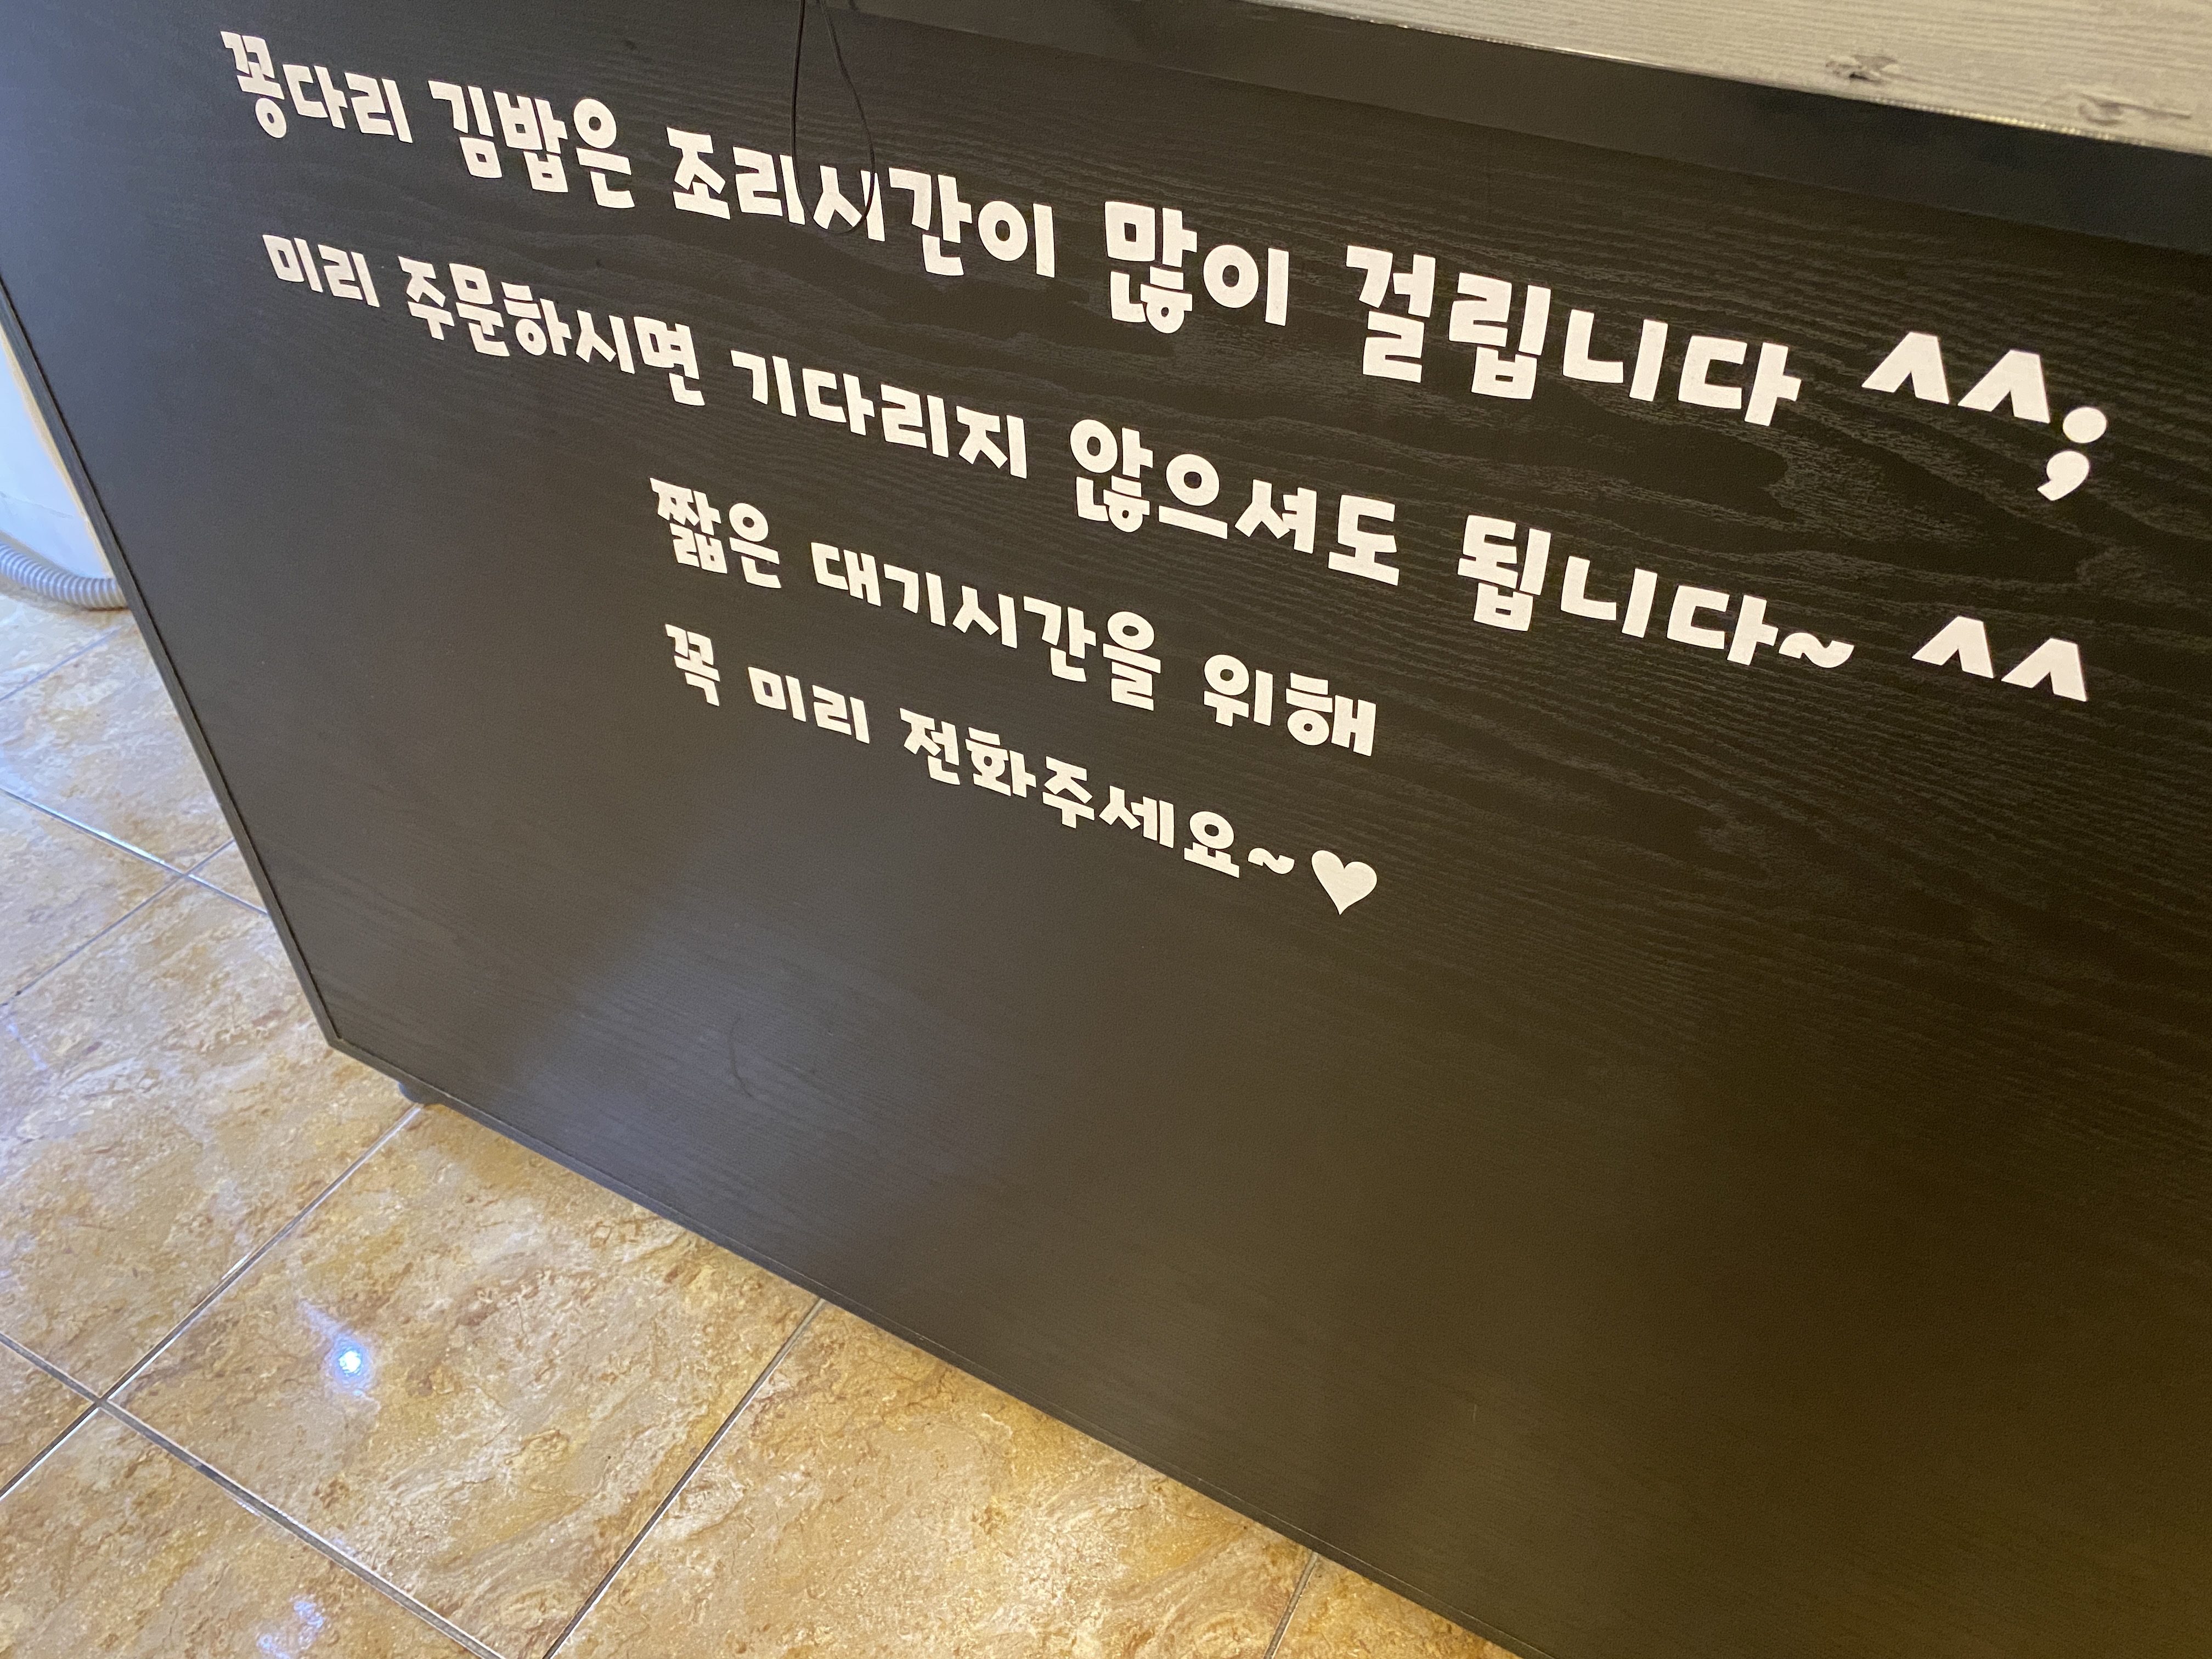 꽁다리 김밥은 조리시간이 많이 걸립니다 ^^;
미리 주문하시면 기다리지 않으셔도 됩니다~ ^^
짧은 대기시간을 위해
꼭 미리 전화주세요~♥